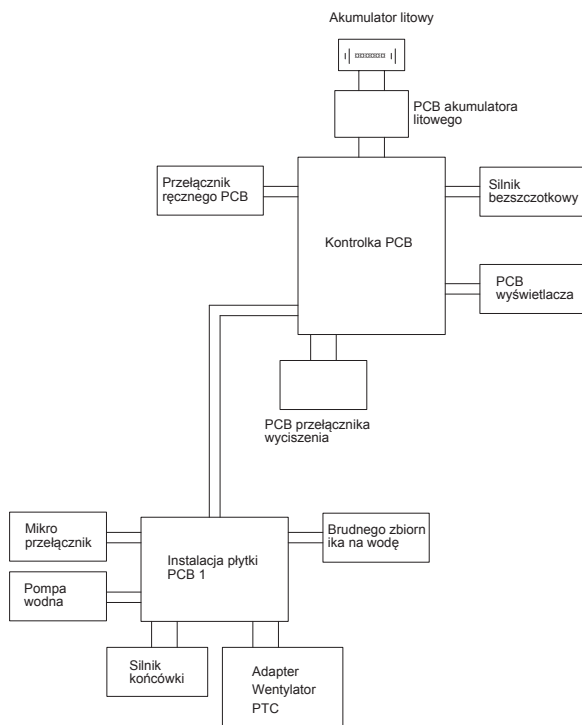 Akumulator litowy
PCB akumulatora
litowego
Przełącznik
ręcznego PCB
Silnik
bezszczotkowy
Kontrolka PCB
PCB
wyświetlacza
PCB przełącznika
wyciszenia
Mikro
przełącznik
Instalacja płytki
PCB 1
Brudnego zbiorn
ika na wodę
Pompa
wodna
Silnik
końcówki
Adapter
Wentylator
PTC